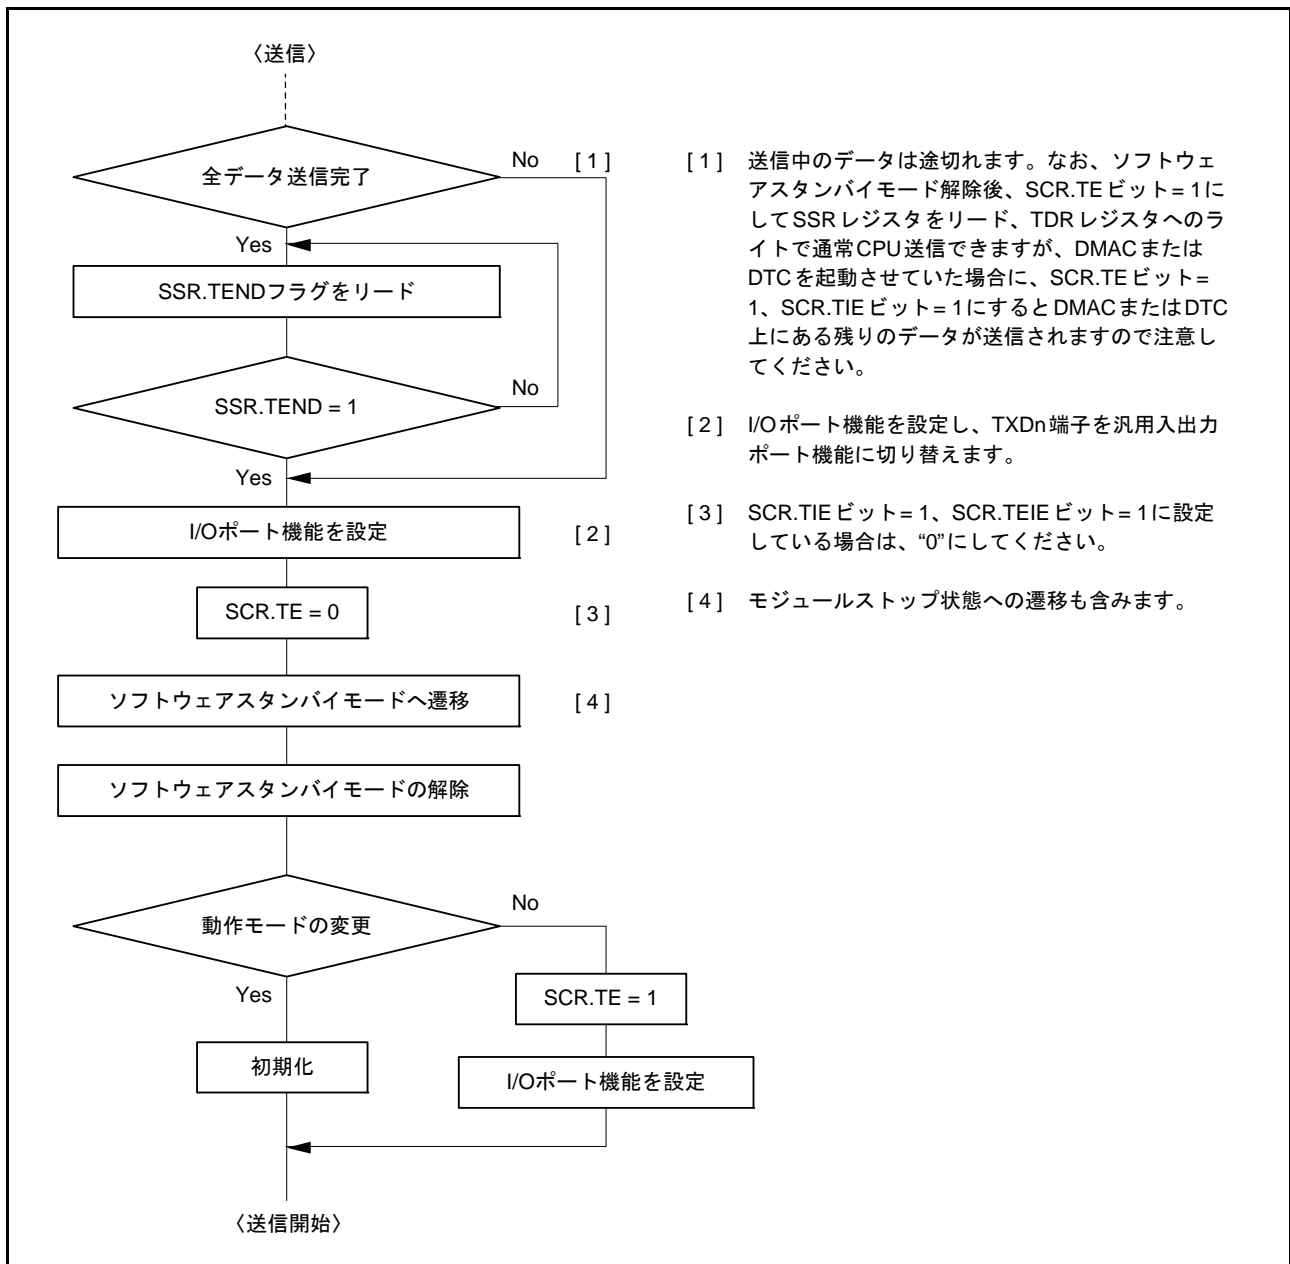 〈送信〉
全データ送信完了
No [ 1 ]
Yes
SSR.TENDフラグをリード
SSR.TEND = 1
No
Yes
I/Oポート機能を設定
[ 2 ]
SCR.TE = 0
[ 3 ]
ソフトウェアスタンバイモードへ遷移
[ 4 ]
ソフトウェアスタンバイモードの解除
動作モードの変更
No
Yes
SCR.TE = 1
初期化
I/Oポート機能を設定
〈送信開始〉
[ 1 ] 送信中のデータは途切れます。なお、ソフトウェ
アスタンバイモード解除後、SCR.TEビット= 1に
してSSRレジスタをリード、TDRレジスタへのラ
イトで通常CPU送信できますが、DMACまたは
DTCを起動させていた場合に、SCR.TEビット=
1、SCR.TIEビット= 1にするとDMACまたはDTC
上にある残りのデータが送信されますので注意し
てください。
[ 2 ] I/Oポート機能を設定し、TXDn端子を汎用入出力
ポート機能に切り替えます。
[ 3 ] SCR.TIEビット= 1、SCR.TEIEビット= 1に設定
している場合は、“0”にしてください。
[ 4 ] モジュールストップ状態への遷移も含みます。